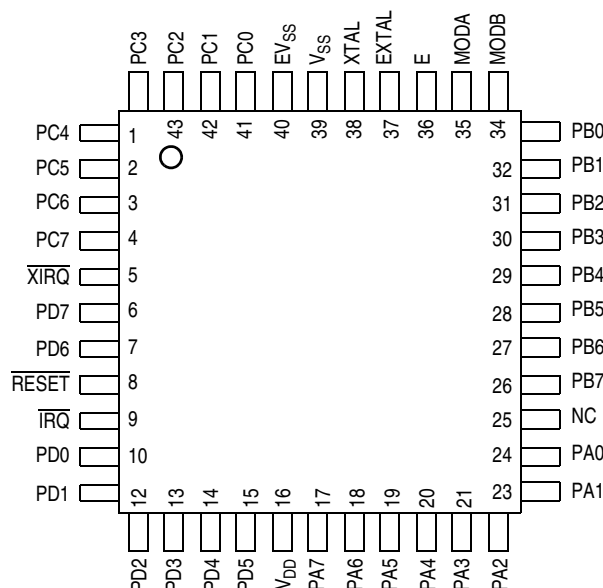 PC3 PC2 PC1 PC0 EVSS VSS XTAL EXTAL E MODA MODB
43 42 41 40 39 38 37 36 35 34
PC4 1 PB0
PC5 2 32 PB1
PC6 3 31 PB2
PC7 4 30 PB3
XIRQ 5 29 PB4
PD7 6 28 PB5
PD6 7 27 PB6
RESET 8 26 PB7
IRQ 9 25 NC
PD0 10 24 PA0
PD1 23 PA1
12 13 14 15 16 17 18 19 20 21
PD2 PD3 PD4 PD5 VDD PA7 PA6 PA5 PA4 PA3 PA2